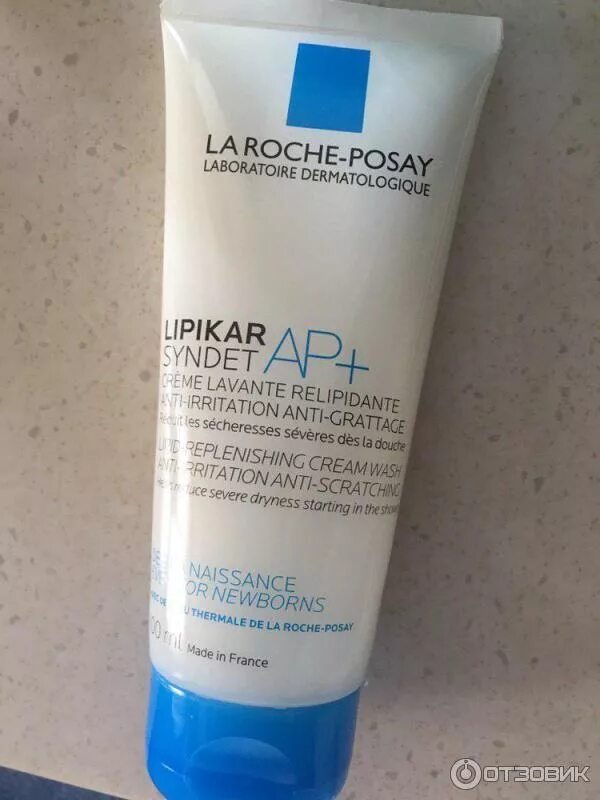 LA ROCHE-POSAY
LABORATOIRE DERMATOLOGIQUE
LIPIKAR
SYNDET AP+
CRÈME LAVANTE RELIPIDANTE
ANTI-IRRITATION ANTI-GRATTAGE
Réduit les sécheresses sévères dès la douche
LIPID-REPLENISHING CREAM WASH
ANTI-IRRITATION ANTI-SCRATCHING
reduce severe dryness starting in the
NAISSANCE
NEWBORNS
THERMALE DE LA ROCHE-POSAY
ml Made in France
ОТЗОВИК